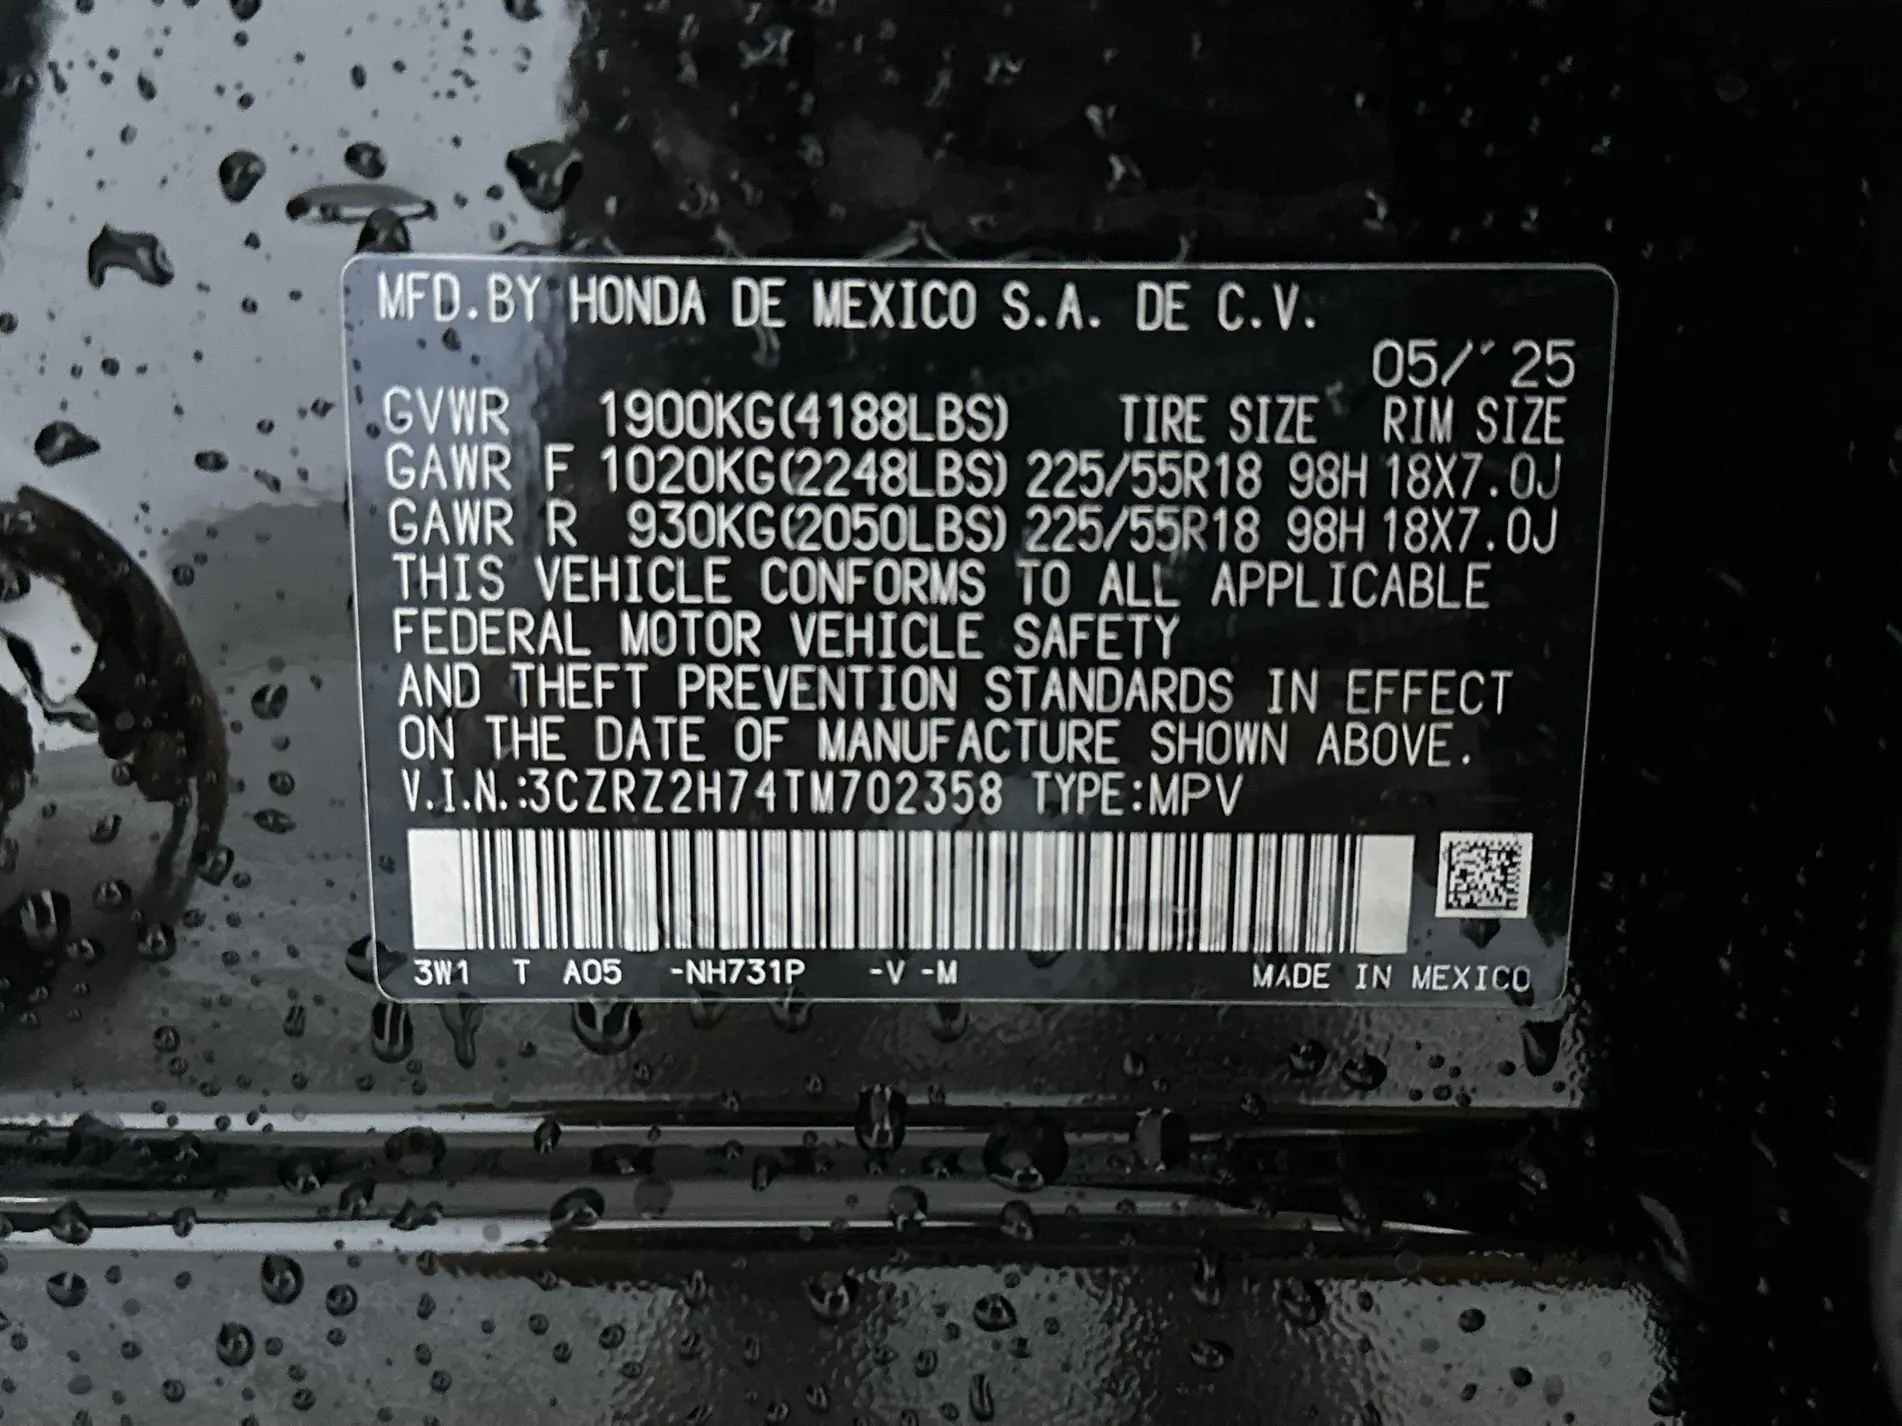 MFD.BY HONDA DE MEXICO S.A. DE C.V.
05/'25
GVWR 1900KG(4188LBS) TIRE SIZE RIM SIZE
GAWR F 1020KG(2248LBS) 225/55R18 98H 18X7.0J
GAWR R 930KG(2050LBS) 225/55R18 98H 18X7.0J
THIS VEHICLE CONFORMS TO ALL APPLICABLE
FEDERAL MOTOR VEHICLE SAFETY
AND THEFT PREVENTION STANDARDS IN EFFECT
ON THE DATE OF MANUFACTURE SHOWN ABOVE.
V.I.N.:3CZRZ2H74TM702358 TYPE:MPV
3W1 T A05 -NH731P -V -M MADE IN MEXICO